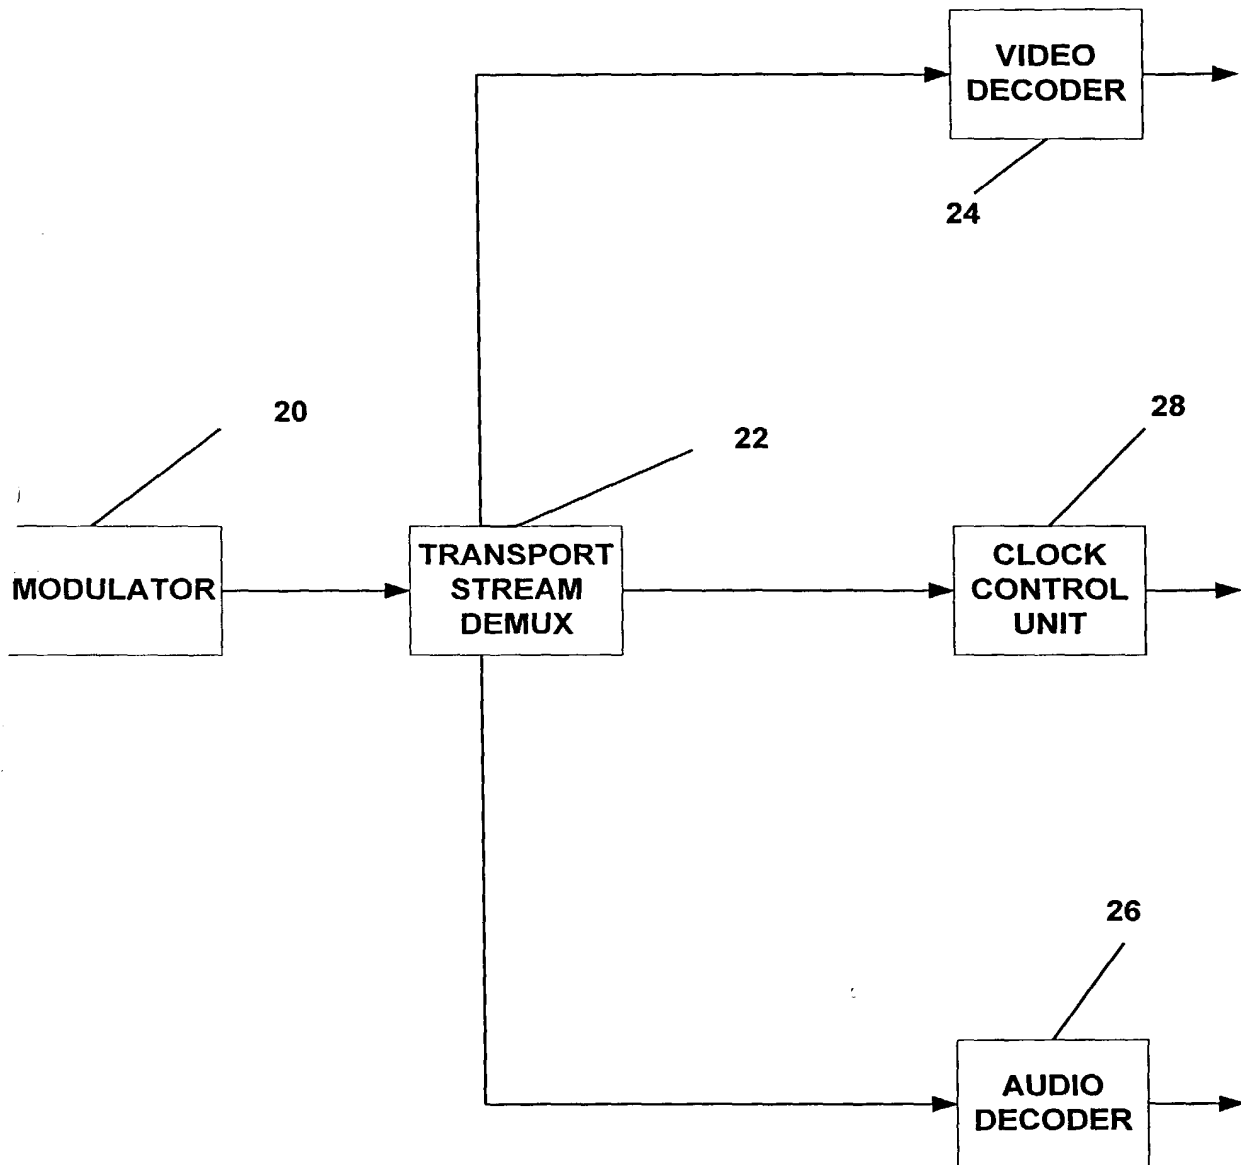 VIDEO
DECODER
24
20
22
28
MODULATOR
TRANSPORT
STREAM
DEMUX
CLOCK
CONTROL
UNIT
26
AUDIO
DECODER